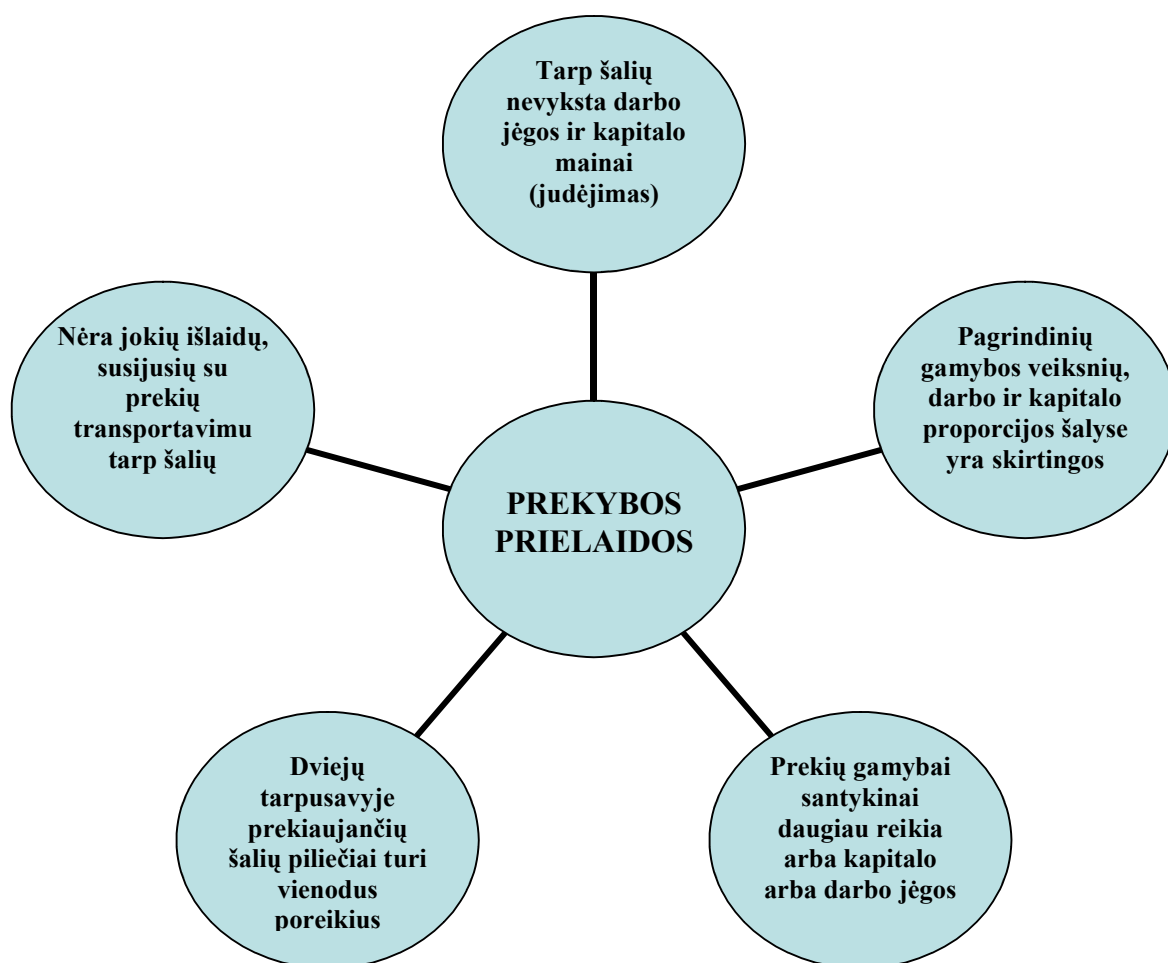 Tarp šalių
nevyksta darbo
jėgos ir kapitalo
mainai
(judėjimas)
Nėra jokių išlaidų,
susijusių su
prekių
transportavimu
tarp šalių
Pagrindinių
gamybos veiksnių,
darbo ir kapitalo
proporcijos šalyse
yra skirtingos
PREKYBOS
PRIELAIDOS
Dviejų
tarpusavyje
prekiaujančių
šalių piliečiai turi
vienodus
poreikius
Prekių gamybai
santykinai
daugiau reikia
arba kapitalo
arba darbo jėgos